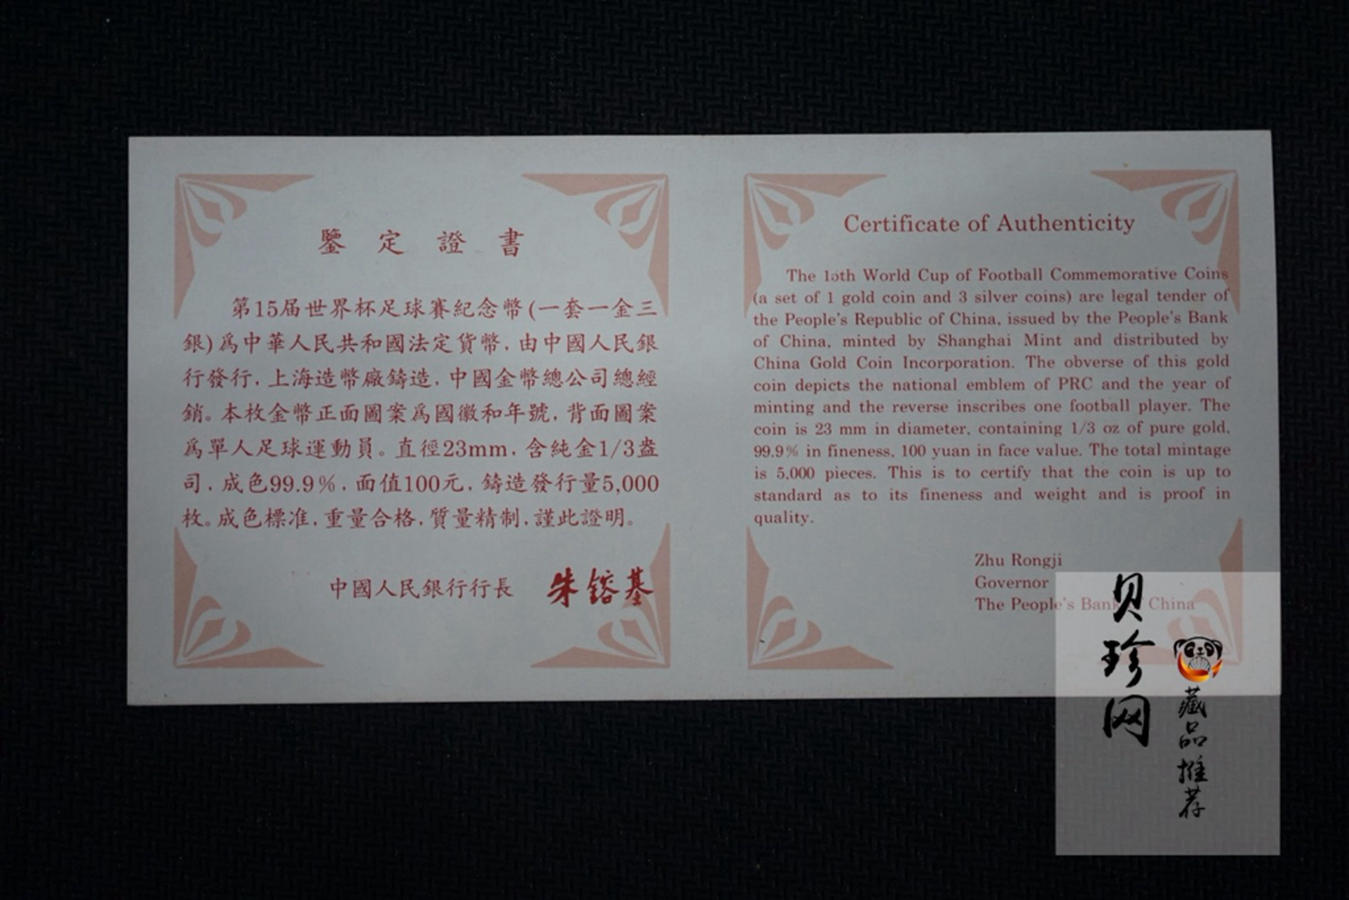 鑒定證書
第15届世界杯足球賽紀念幣(一套一金三
銀)爲中華人民共和國法定貨幣，由中國人民銀
行發行，上海造幣廠鑄造，中國金幣總公司總經
銷。本枚金幣正面圖案爲國徽和年號，背面圖案
爲單人足球運動員。直徑23mm，含純金1/3盎
司，成色99.9%，面值100元，鑄造發行量5,000
枚。成色標准，重量合格，質量精制，謹此證明。
中國人民銀行行長 朱鎔基
Certificate of Authenticity
The 15th World Cup of Football Commemorative Coins
(a set of 1 gold coin and 3 silver coins) are legal tender of
the People's Republic of China, issued by the People's Bank
of China, minted by Shanghai Mint and distributed by
China Gold Coin Incorporation. The obverse of this gold
coin depicts the national emblem of PRC and the year of
minting and the reverse inscribes one football player. The
coin is 23 mm in diameter, containing 1/3 oz of pure gold,
99.9% in fineness, 100 yuan in face value. The total mintage
is 5,000 pieces. This is to certify that the coin is up to
standard as to its fineness and weight and is proof in
quality.
Zhu Rongji
Governor
The People's Bank China
贝珍网
藏品推荐